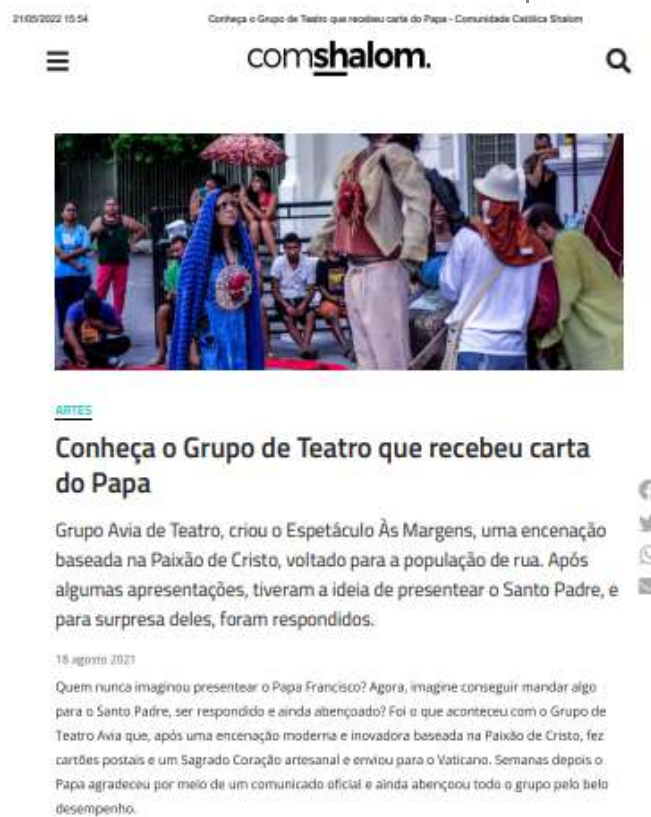 21/05/2022 15:54
Conheça o Grupo de Teatro que recebeu carta do Papa - Comunidade Católica Shalom
comshalom.
ARTES
Conheça o Grupo de Teatro que recebeu carta
do Papa
Grupo Avia de Teatro, criou o Espetáculo Às Margens, uma encenação
baseada na Paixão de Cristo, voltado para a população de rua. Após
algumas apresentações, tiveram a ideia de presentear o Santo Padre, e
para surpresa deles, foram respondidos.
18 agosto 2021
Quem nunca imaginou presentear o Papa Francisco? Agora, imagine conseguir mandar algo
para o Santo Padre, ser respondido e ainda abençoado? Foi o que aconteceu com o Grupo de
Teatro Avia que, após uma encenação moderna e inovadora baseada na Paixão de Cristo, fez
cartões postais e um Sagrado Coração artesanal e enviou para o Vaticano. Semanas depois o
Papa agradeceu por meio de um comunicado oficial e ainda abençoou todo o grupo pelo belo
desempenho.